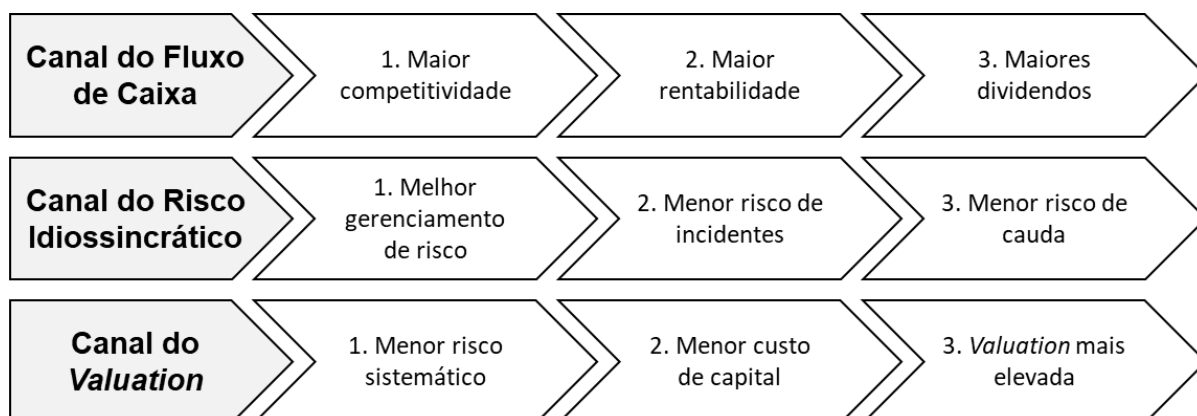 Canal do Fluxo
de Caixa
1. Maior
competitividade
2. Maior
rentabilidade
3. Maiores
dividendos
Canal do Risco
Idiossincrático
1. Melhor
gerenciamento
de risco
2. Menor risco de
incidentes
3. Menor risco de
cauda
Canal do
Valuation
1. Menor risco
sistemático
2. Menor custo
de capital
3. Valuation mais
elevada